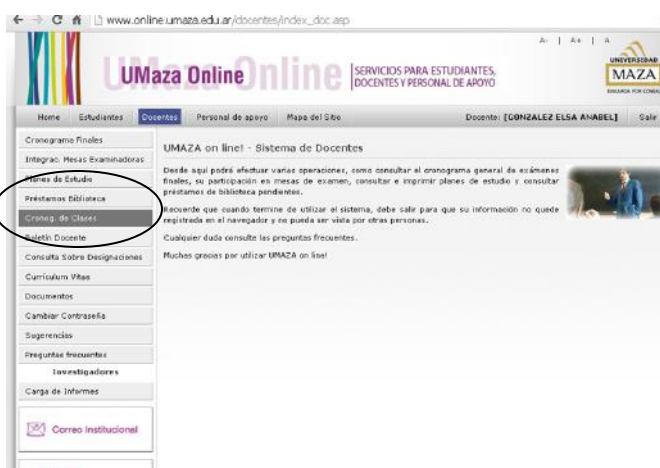 www.online.umaza.edu.ar/docentes/index_doc.asp
A- | A+ | A
UMaza Online
SERVICIOS PARA ESTUDIANTES,
DOCENTES Y PERSONAL DE APOYO
UNIVERSIDAD
MAZA
Home Estudiantes Docentes Personal de apoyo Mapa del Sitio Docente: [GONZALEZ ELSA ANABEL] Salir
Cronograma Finales
Integrac. Mesas Examinadoras
Planes de Estudio
Préstamos Biblioteca
Cronog. de Clases
Boletín Docente
Consulta Sobre Designaciones
Curriculum Vitae
Documentos
Cambiar Contraseña
Sugerencias
Preguntas frecuentes
Investigadores
Carga de Informes
Correo Institucional
UMAZA on line! - Sistema de Docentes
Desde aquí podrá efectuar varias operaciones, como consultar el cronograma general de exámenes
finales, su participación en mesas de examen, consultar e imprimir planes de estudio y consultar
préstamos de biblioteca pendientes.
Recuerde que cuando termine de utilizar el sistema, debe salir para que su información no quede
registrada en el navegador y no pueda ser vista por otras personas.
Cualquier duda consulte las preguntas frecuentes.
Muchas gracias por utilizar UMAZA on line!